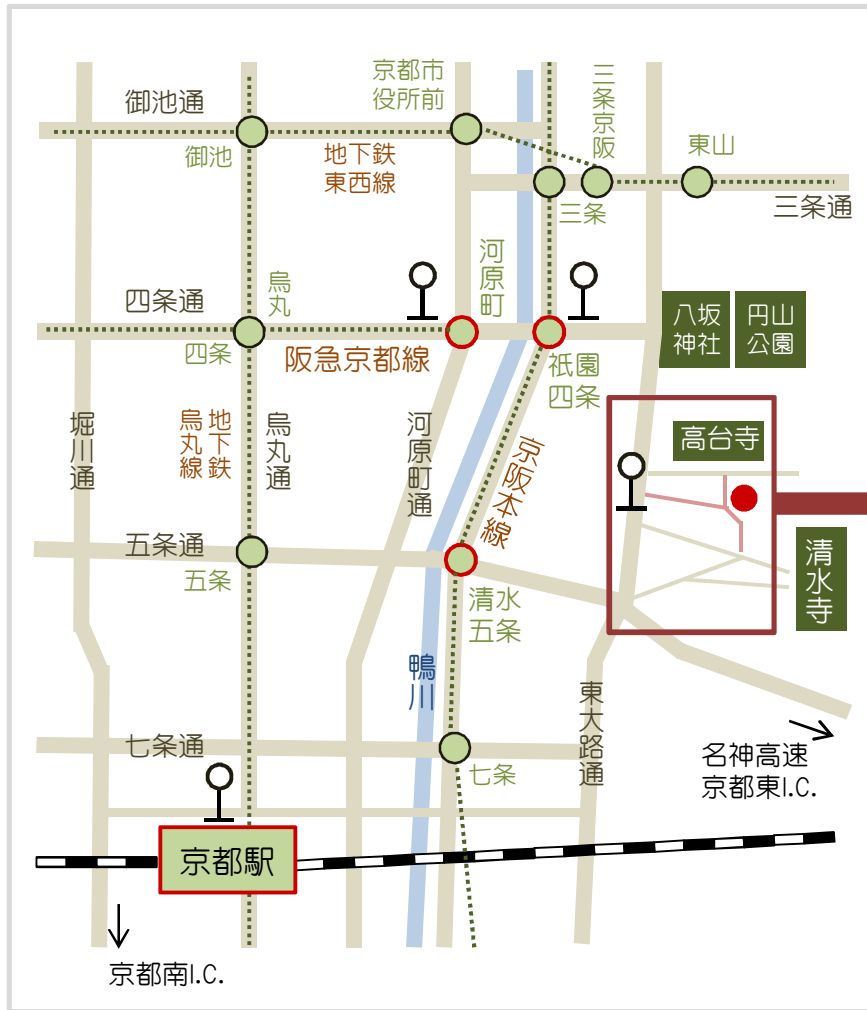 京都市
役所前
三条京阪
御池通
御池
地下鉄
東西線
東山
三条
三条通
河原町
烏丸
四条通
四条
阪急京都線
祇園
四条
八坂
神社
円山
公園
高台寺
堀川通
地下鉄
烏丸線
烏丸通
河原町通
京阪本線
五条通
五条
清水
五条
清水寺
鴨川
東大路通
七条通
七条
名神高速
京都東I.C.
京都駅
京都南I.C.